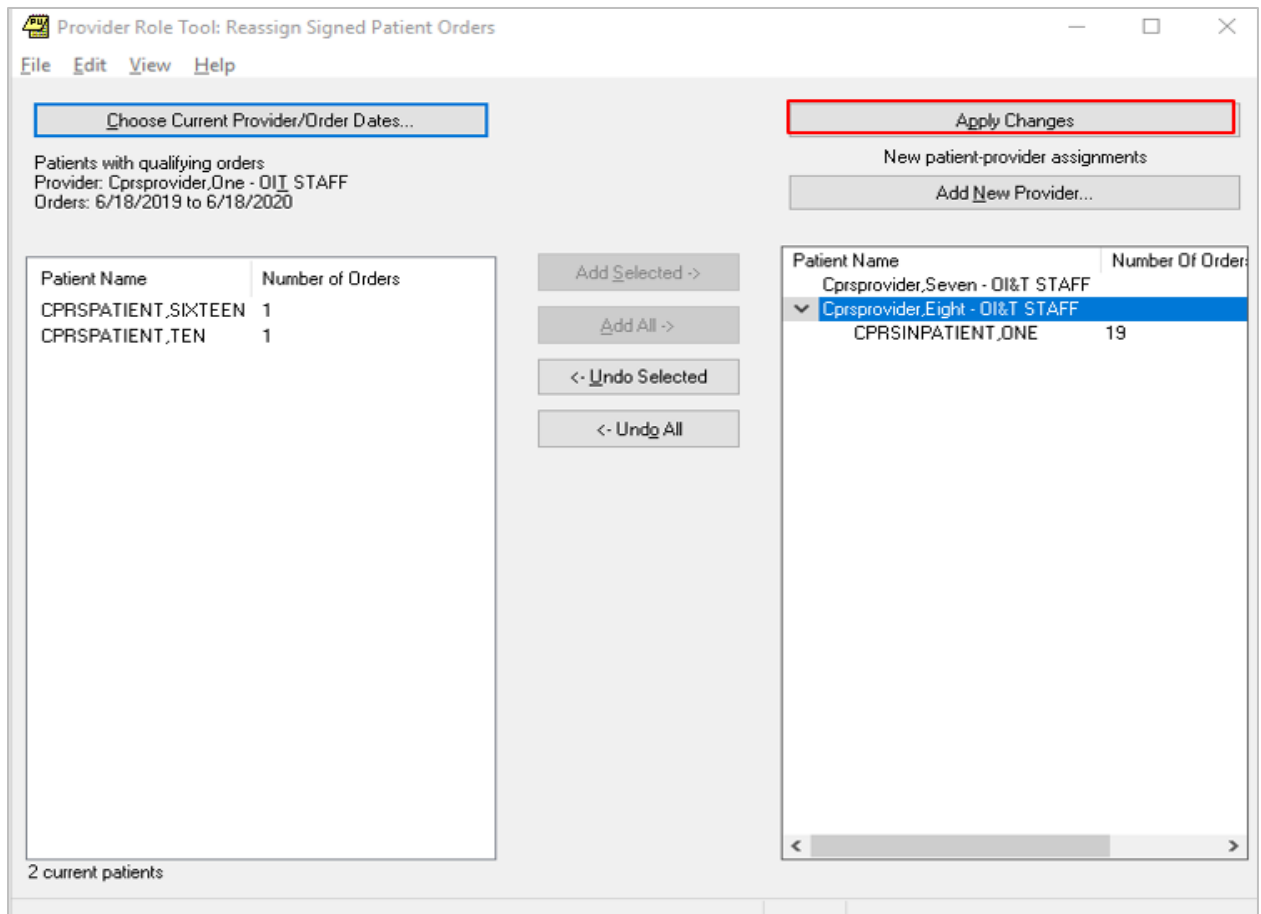 Provider Role Tool: Reassign Signed Patient Orders
File Edit View Help
Choose Current Provider/Order Dates...
Patients with qualifying orders
Provider: Cprsprovider,One - OIT STAFF
Orders: 6/18/2019 to 6/18/2020
Apply Changes
New patient-provider assignments
Add New Provider...
Patient Name Number of Orders
CPRSPATIENT,SIXTEEN 1
CPRSPATIENT,TEN 1
Add Selected ->
Add All ->
<- Undo Selected
<- Undo All
Patient Name Number Of Order
Cprsprovider,Seven - OI&T STAFF
Cprsprovider,Eight - OI&T STAFF
CPRSINPATIENT,ONE 19
2 current patients